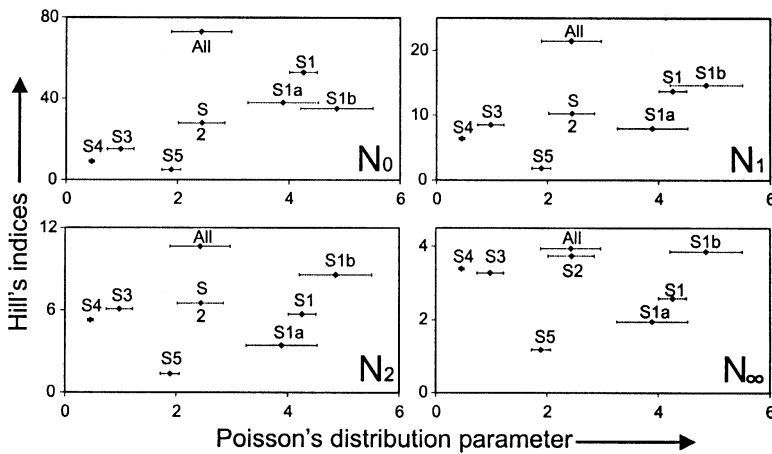 80
All
S1
S1a
S1b
40
S
2
S4
S3
S5
N0
0
0 2 4 6
20
All
S1
S1b
10
S
2
S1a
S4
S3
S5
N1
0
0 2 4 6
12
All
S1b
6
S
2
S1
S4
S3
S1a
S5
N2
0
0 2 4 6
4
All
S2
S1b
S4
S3
S1
2
S1a
S5
N∞
0
0 2 4 6
Hill's indices
Poisson's distribution parameter